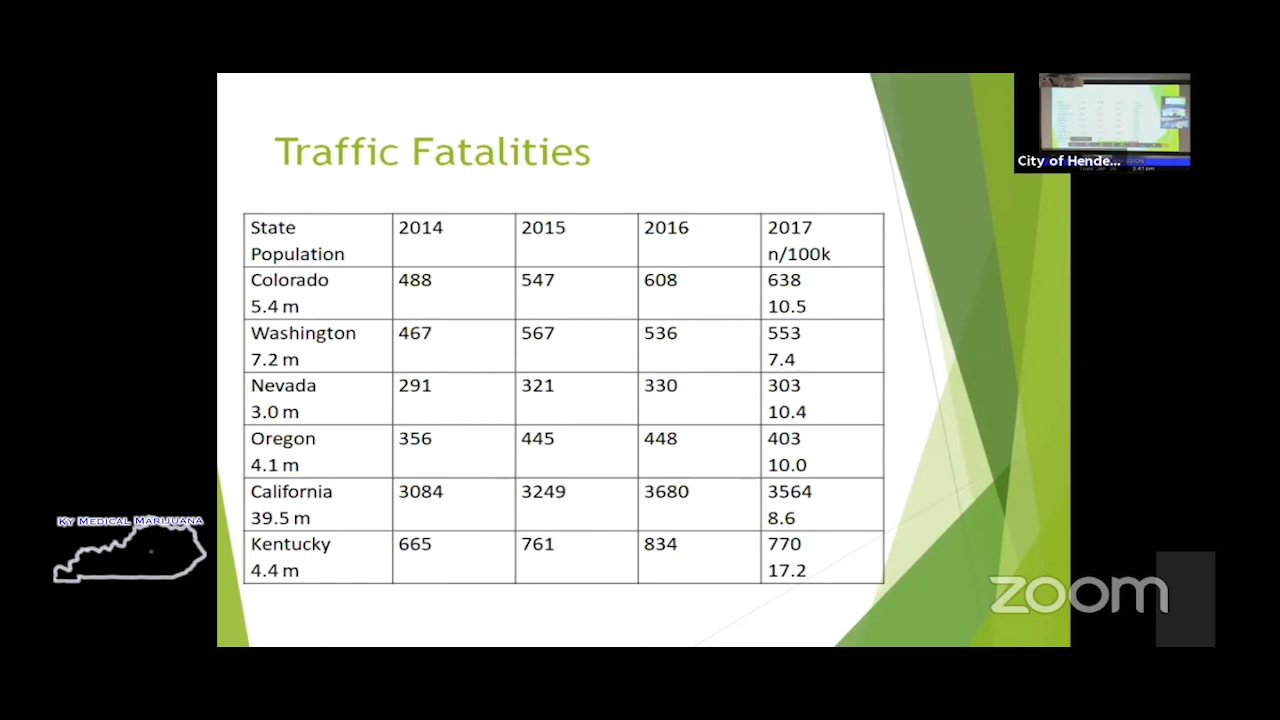 Traffic Fatalities
State Population 2014 2015 2016 2017 n/100k
Colorado 5.4 m 488 547 608 638 10.5
Washington 7.2 m 467 567 536 553 7.4
Nevada 3.0 m 291 321 330 303 10.4
Oregon 4.1 m 356 445 448 403 10.0
California 39.5 m 3084 3249 3680 3564 8.6
Kentucky 4.4 m 665 761 834 770 17.2
City of Hende...
3:41 pm
KY MEDICAL MARIJUANA
zoom